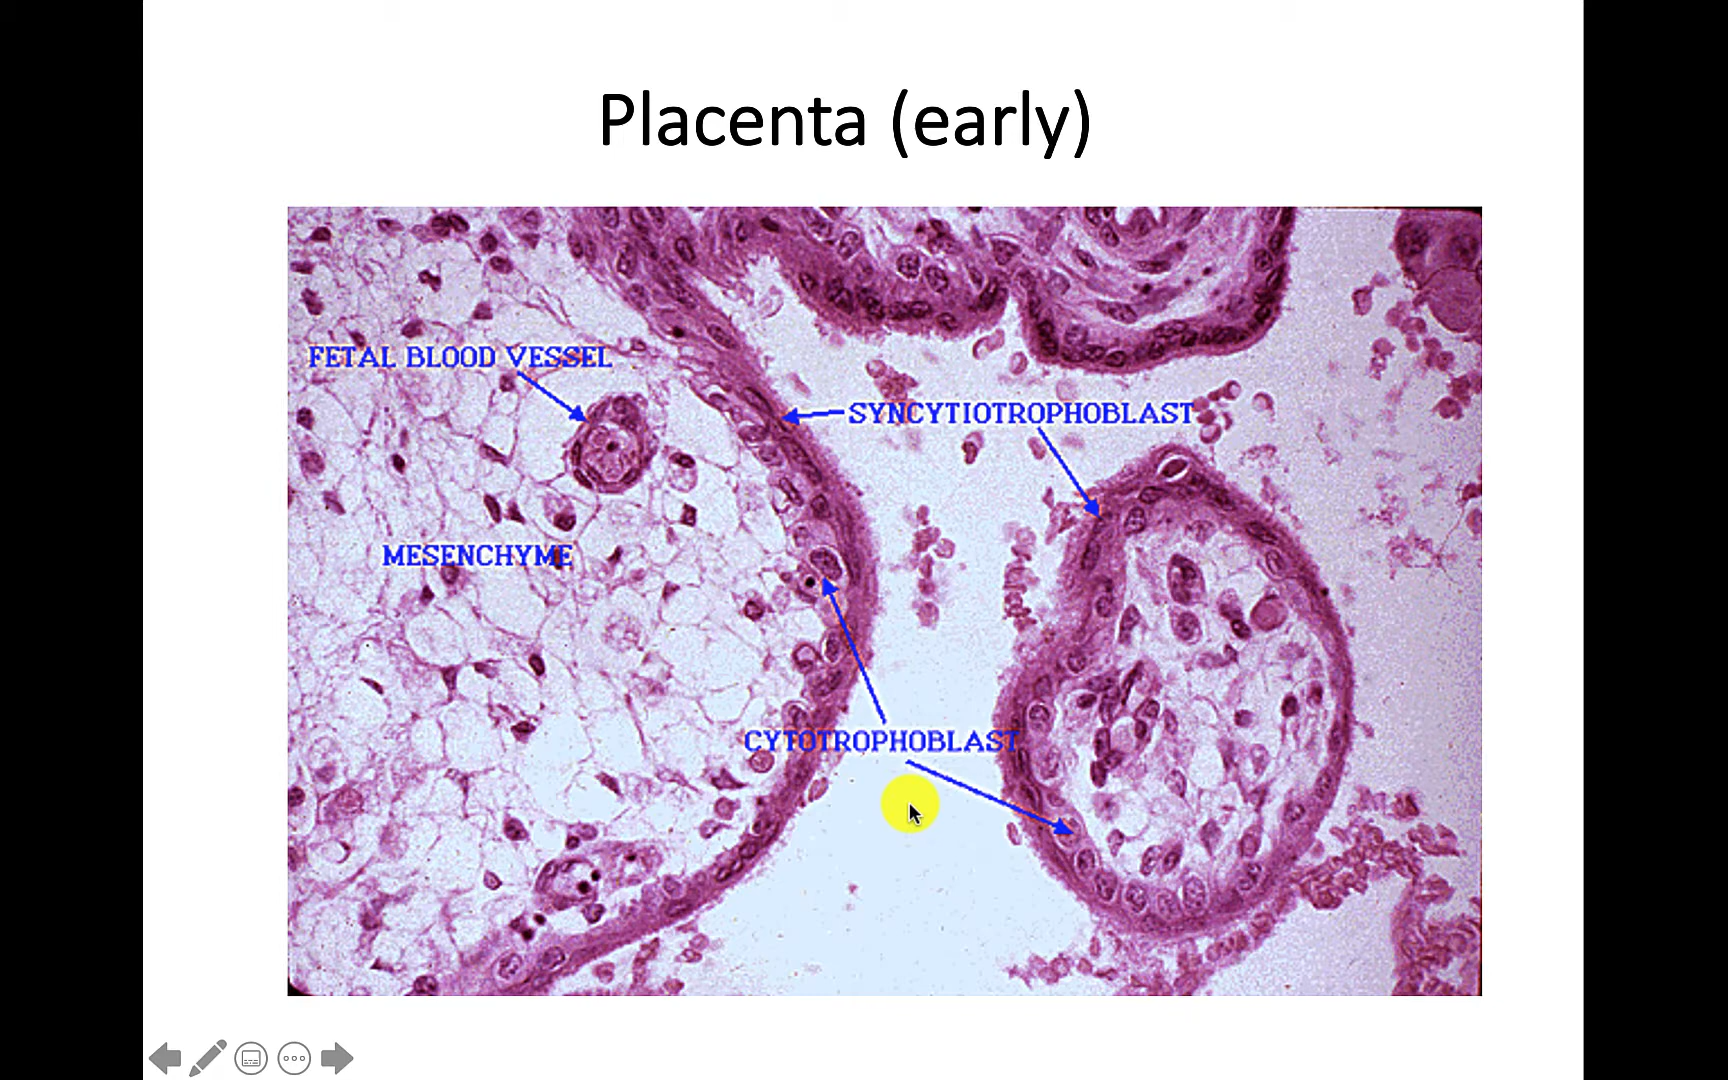 Placenta (early)
FETAL BLOOD VESSEL
SYNCYTIOTROPHOBLAST
MESENCHYME
CYTOTROPHOBLAST